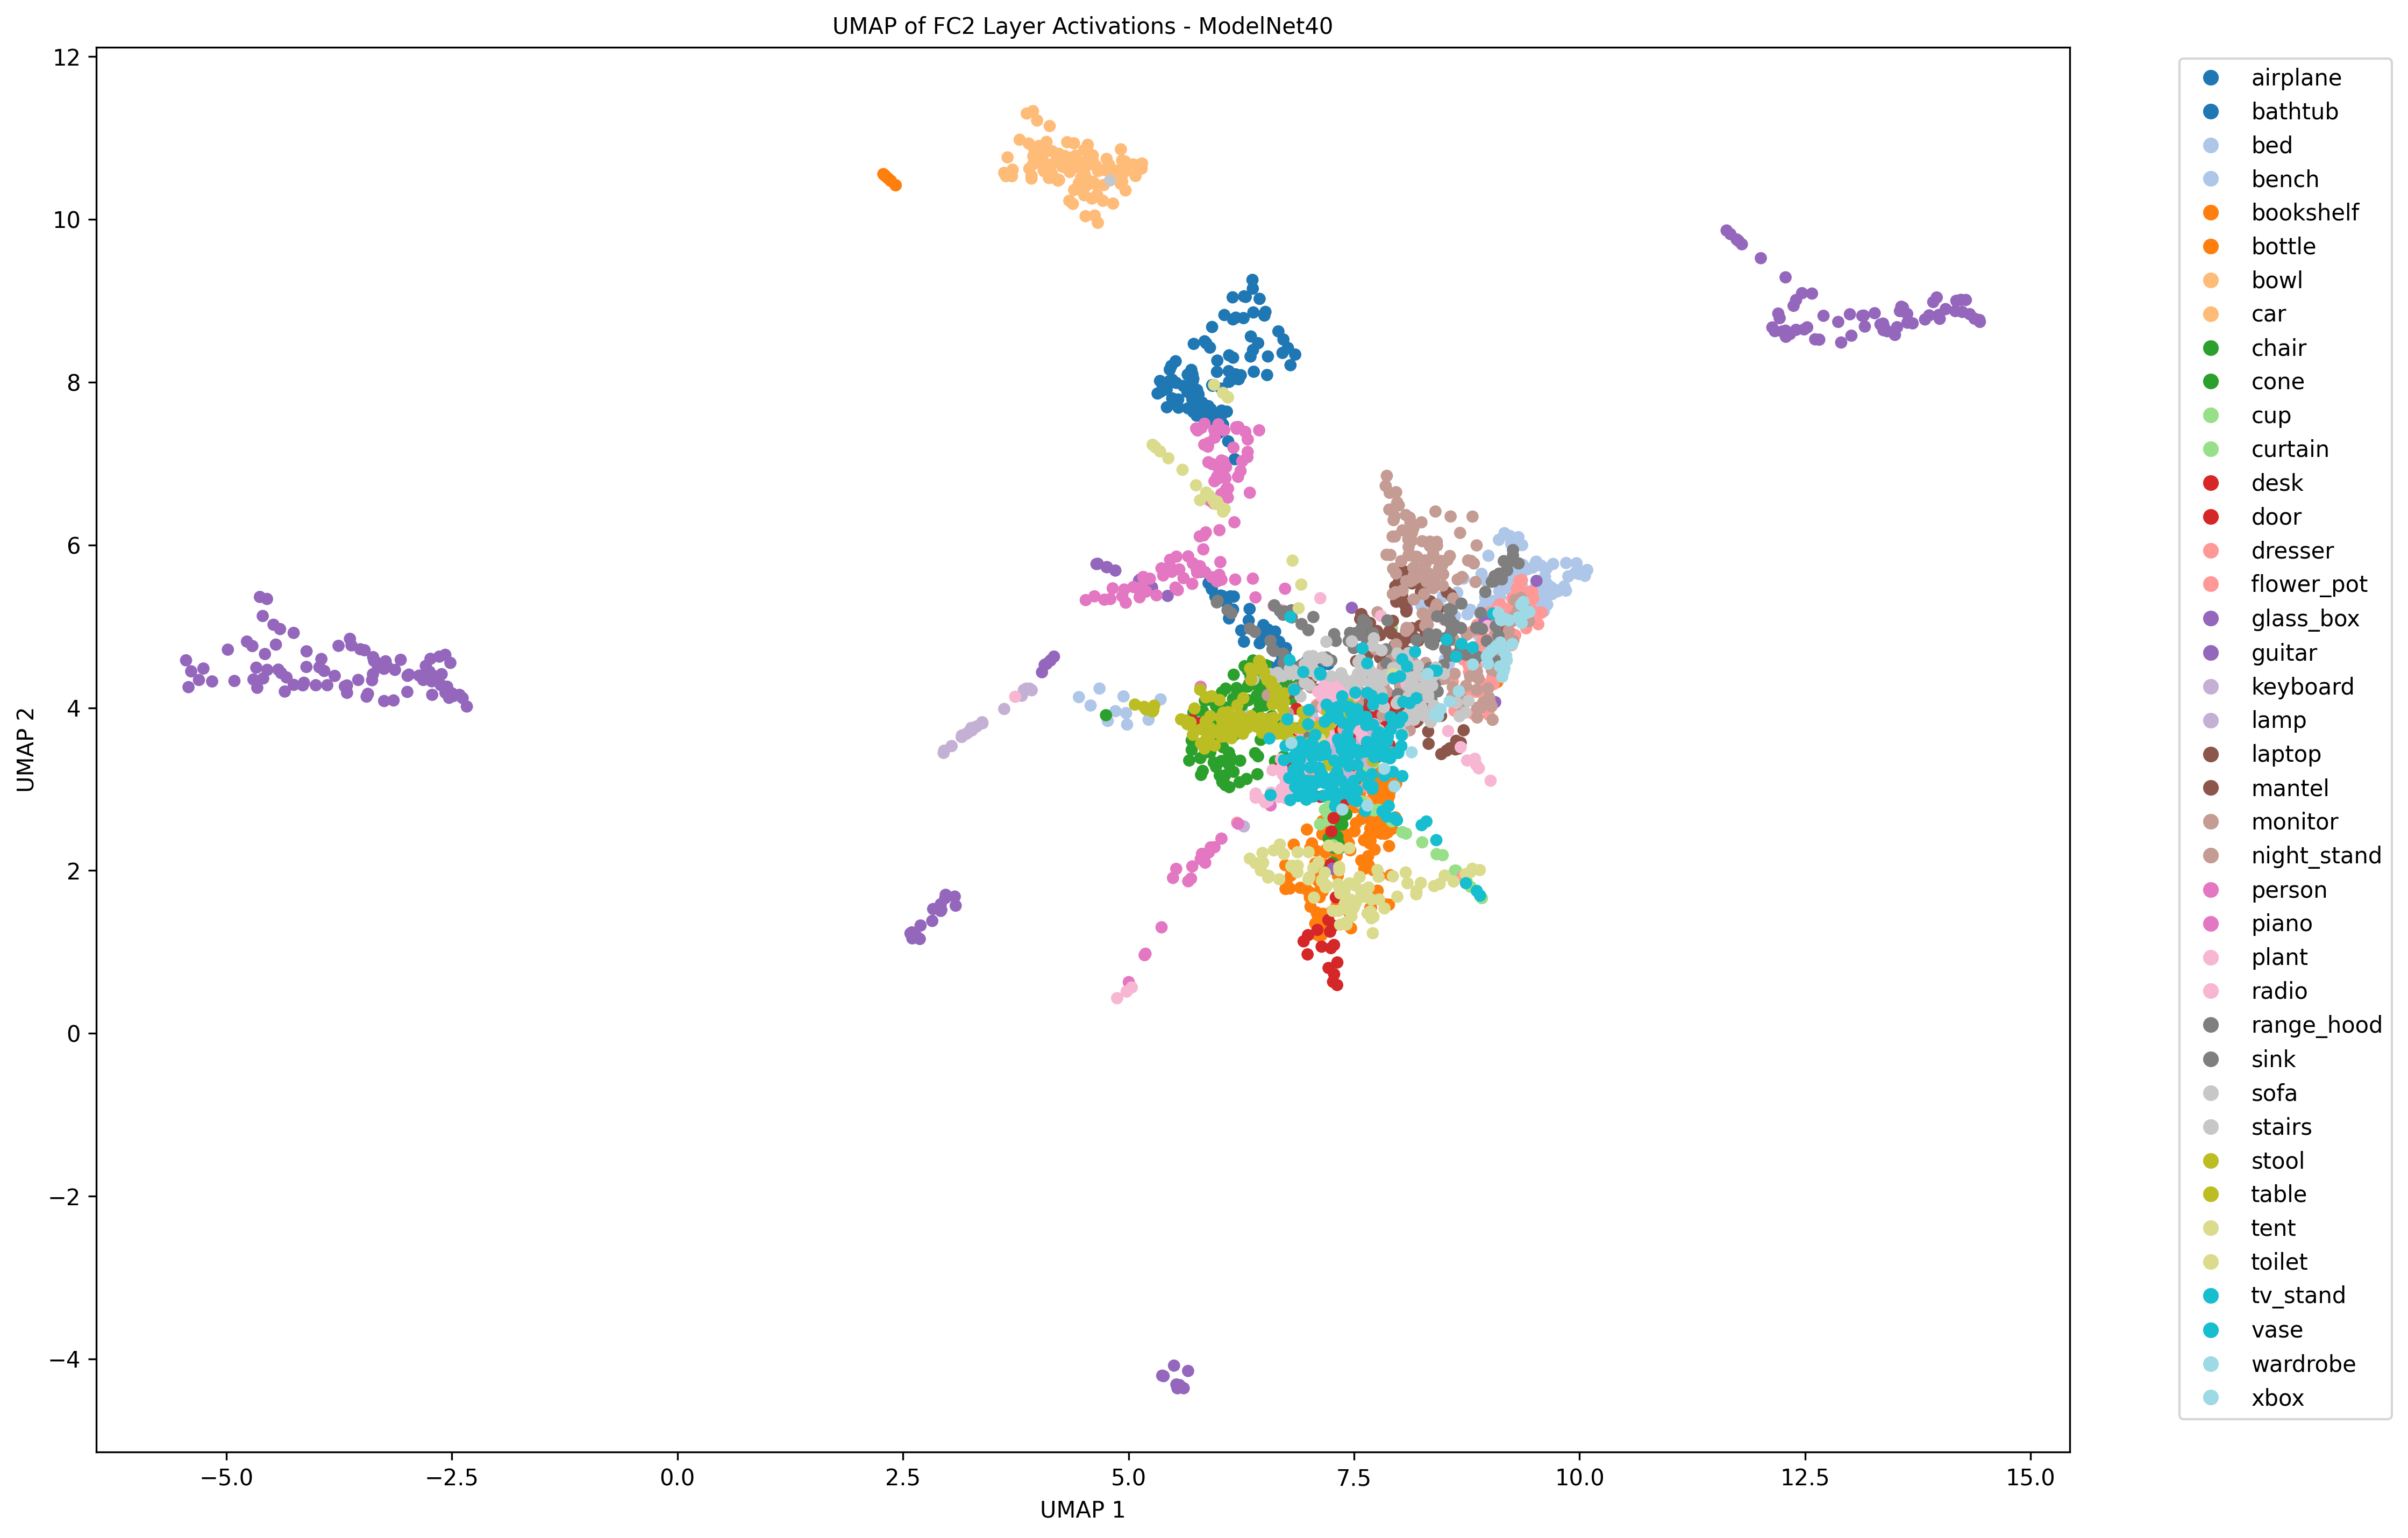 UMAP of FC2 Layer Activations - ModelNet40
12
10
8
6
4
2
0
−2
−4
UMAP 2
−5.0
−2.5
0.0
2.5
5.0
7.5
10.0
12.5
15.0
UMAP 1
airplane
bathtub
bed
bench
bookshelf
bottle
bowl
car
chair
cone
cup
curtain
desk
door
dresser
flower_pot
glass_box
guitar
keyboard
lamp
laptop
mantel
monitor
night_stand
person
piano
plant
radio
range_hood
sink
sofa
stairs
stool
table
tent
toilet
tv_stand
vase
wardrobe
xbox